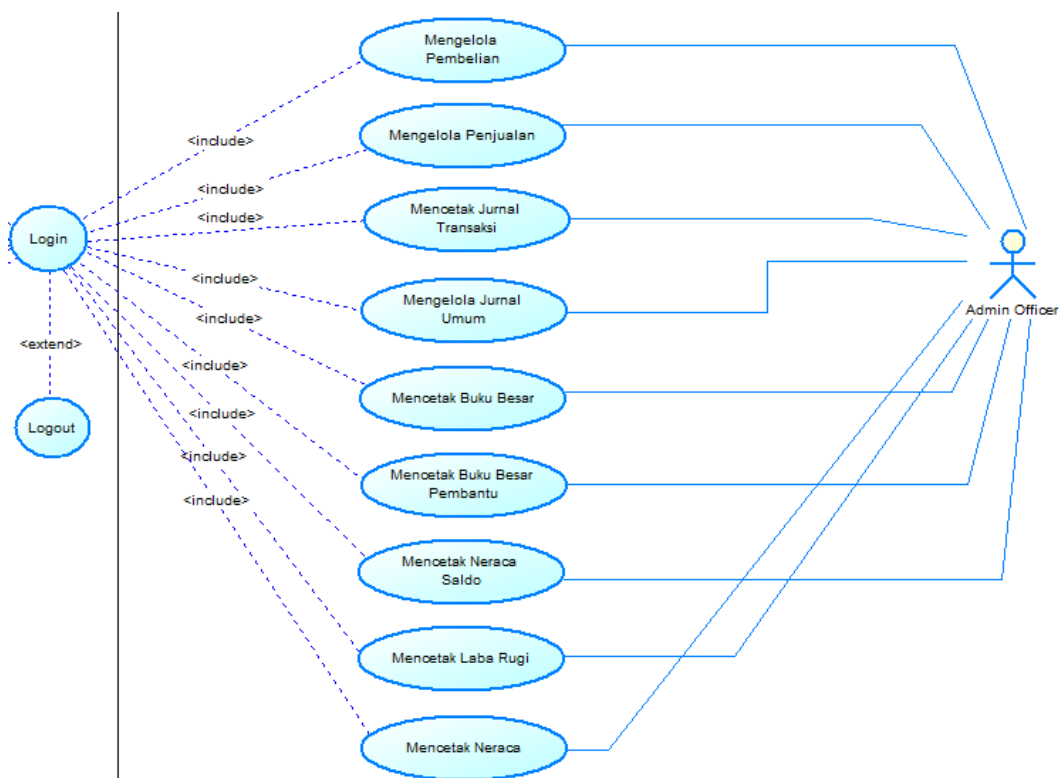 Mengelola
Pembelian
<include>
Mengelola Penjualan
<include>
Mencetak Jurnal
Transaksi
<include>
Login
Admin Officer
<include>
Mengelola Jurnal
Umum
<include>
<extend>
<include>
Mencetak Buku Besar
Logout
<include>
<include>
Mencetak Buku Besar
Pembantu
<include>
Mencetak Neraca
Saldo
Mencetak Laba Rugi
Mencetak Neraca